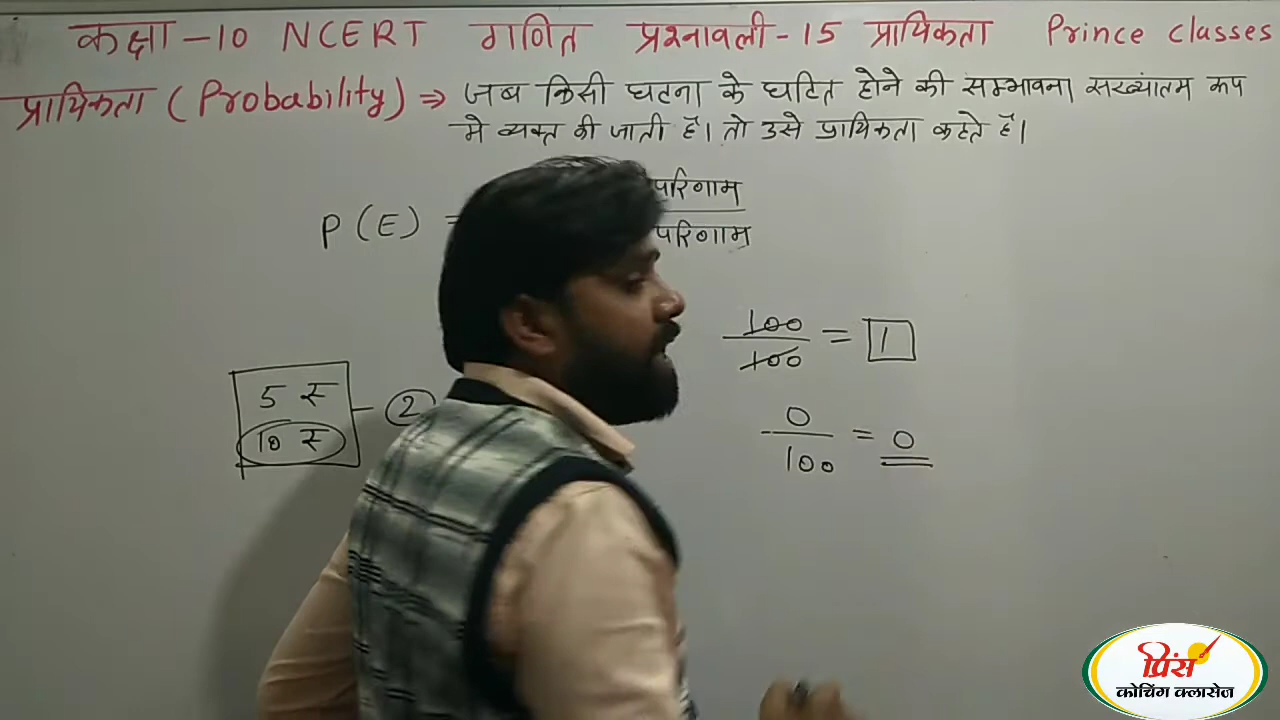 कक्षा - 10 NCERT गणित प्रश्नावली - 15 प्रायिकता Prince Classes
प्रायिकता (Probability) ⇒ जब किसी घटना के घटित होने की सम्भावना संख्यातम रूप
मे व्यक्त की जाती हैं। तो उसे प्रायिकता कहते हैं।
परिणाम
P(E) =
परिणाम
100
100
= 1
5 रु
10 रु
- 2
0
100
= 0
प्रिंस
कोचिंग क्लासेज